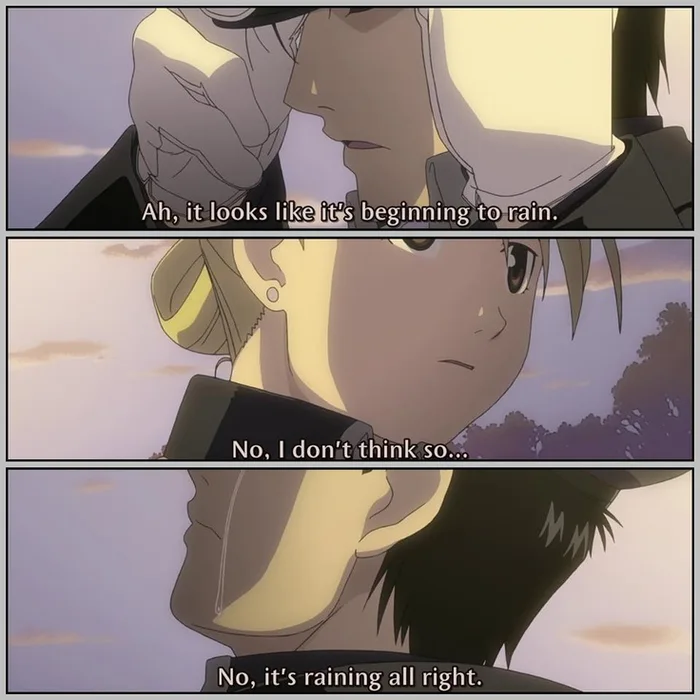 Ah, it looks like it's beginning to rain.
No, I don't think so...
No, it's raining all right.